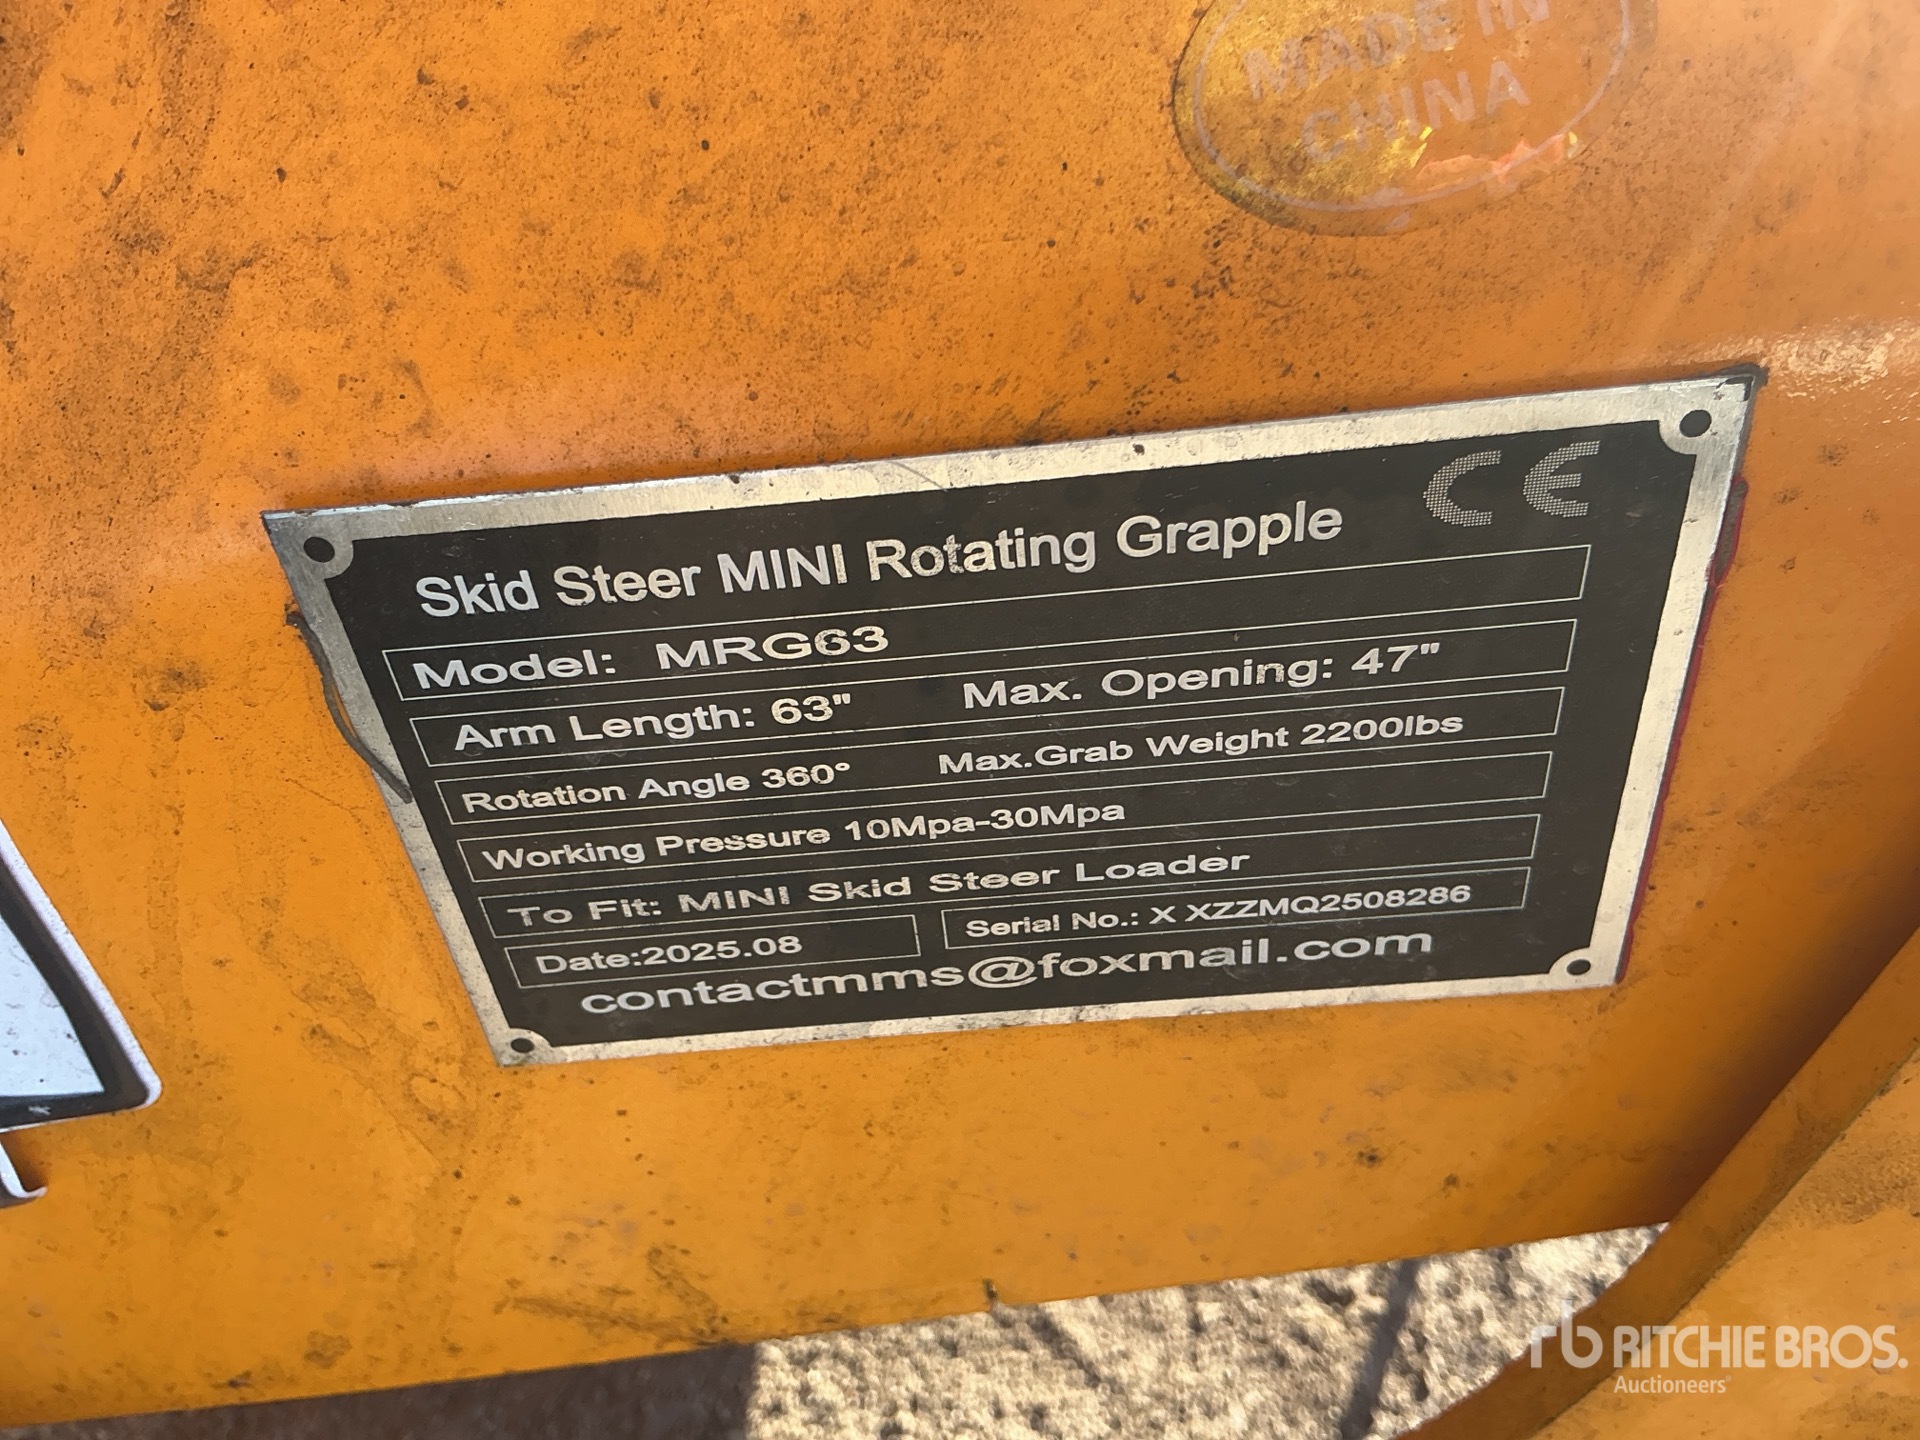 MADE IN
CHINA
CE
Skid Steer MINI Rotating Grapple
Model: MRG63
Arm Length: 63" Max. Opening: 47"
Rotation Angle 360° Max.Grab Weight 2200lbs
Working Pressure 10Mpa-30Mpa
To Fit: MINI Skid Steer Loader
Date:2025.08 Serial No.: X XZZMQ2508286
contactmms@foxmail.com
rb RITCHIE BROS.
Auctioneers